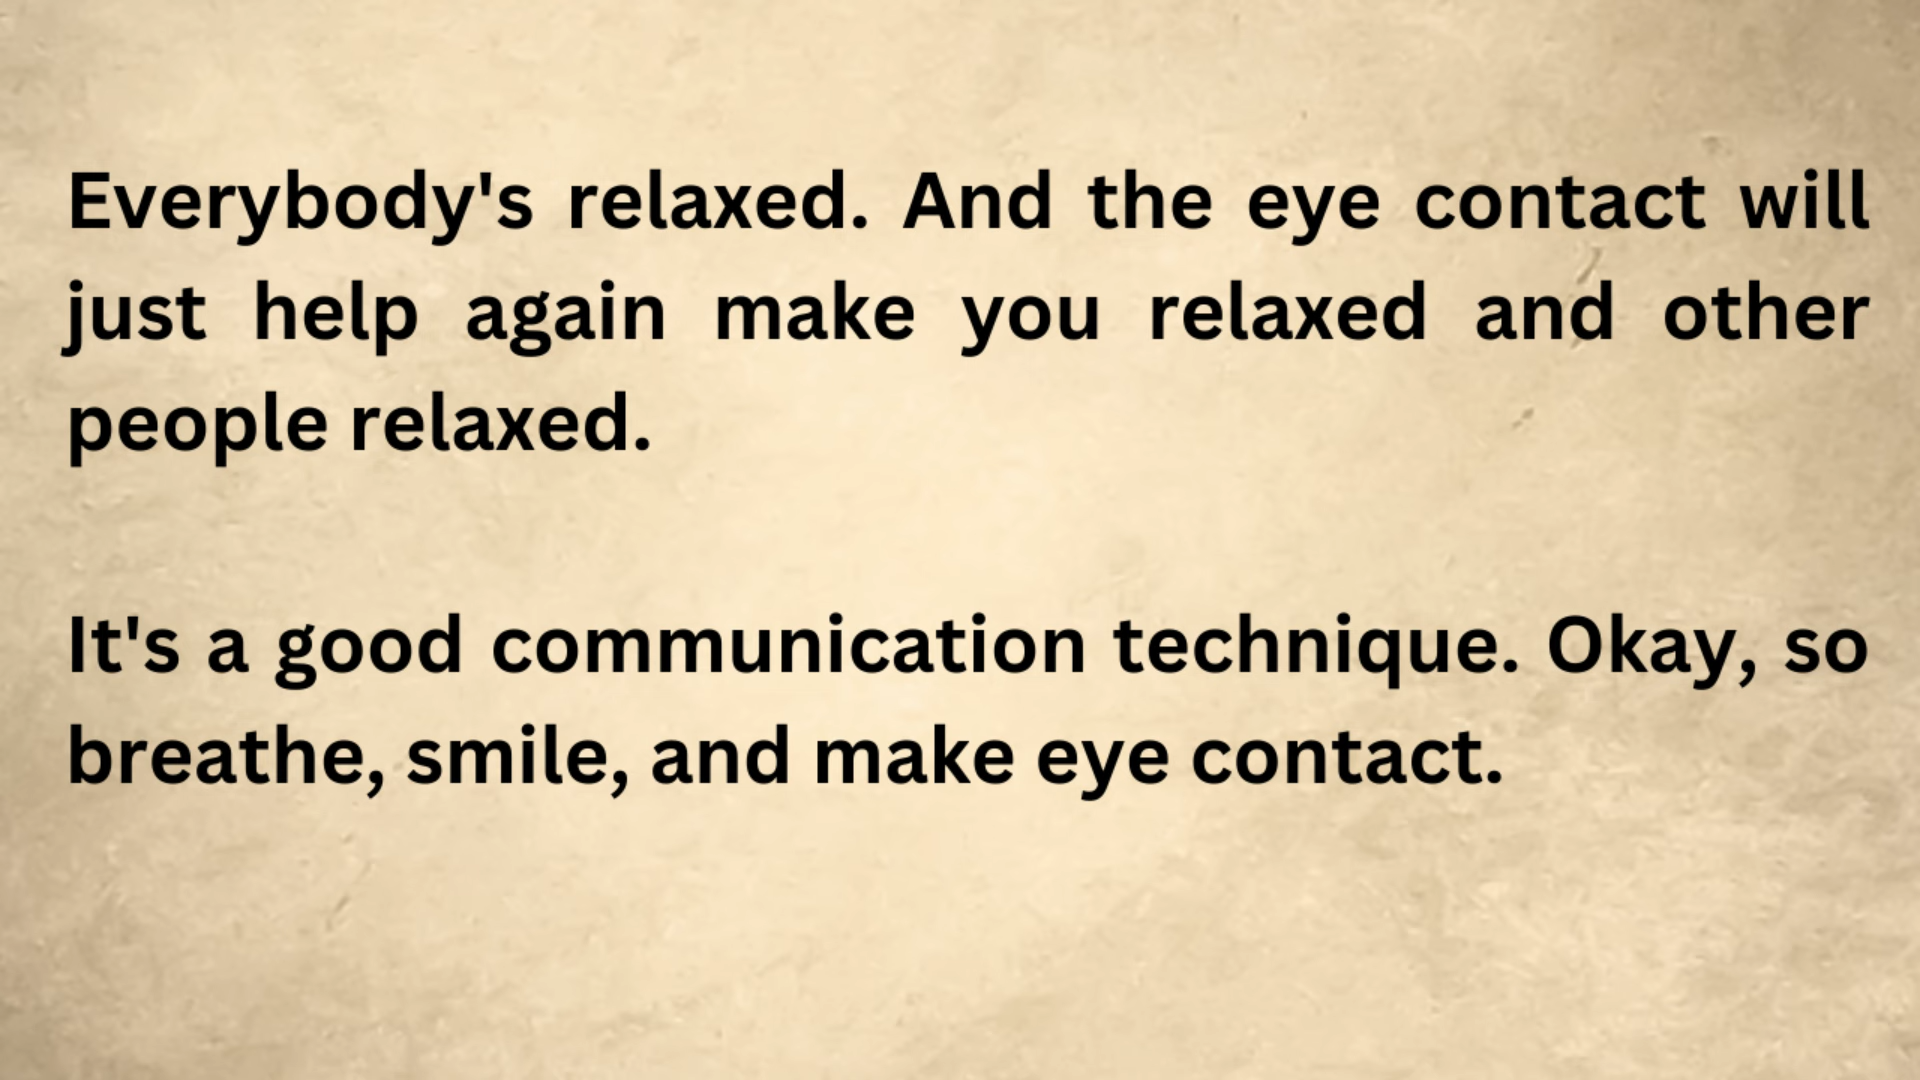 Everybody's relaxed. And the eye contact will
just help again make you relaxed and other
people relaxed.
It's a good communication technique. Okay, so
breathe, smile, and make eye contact.